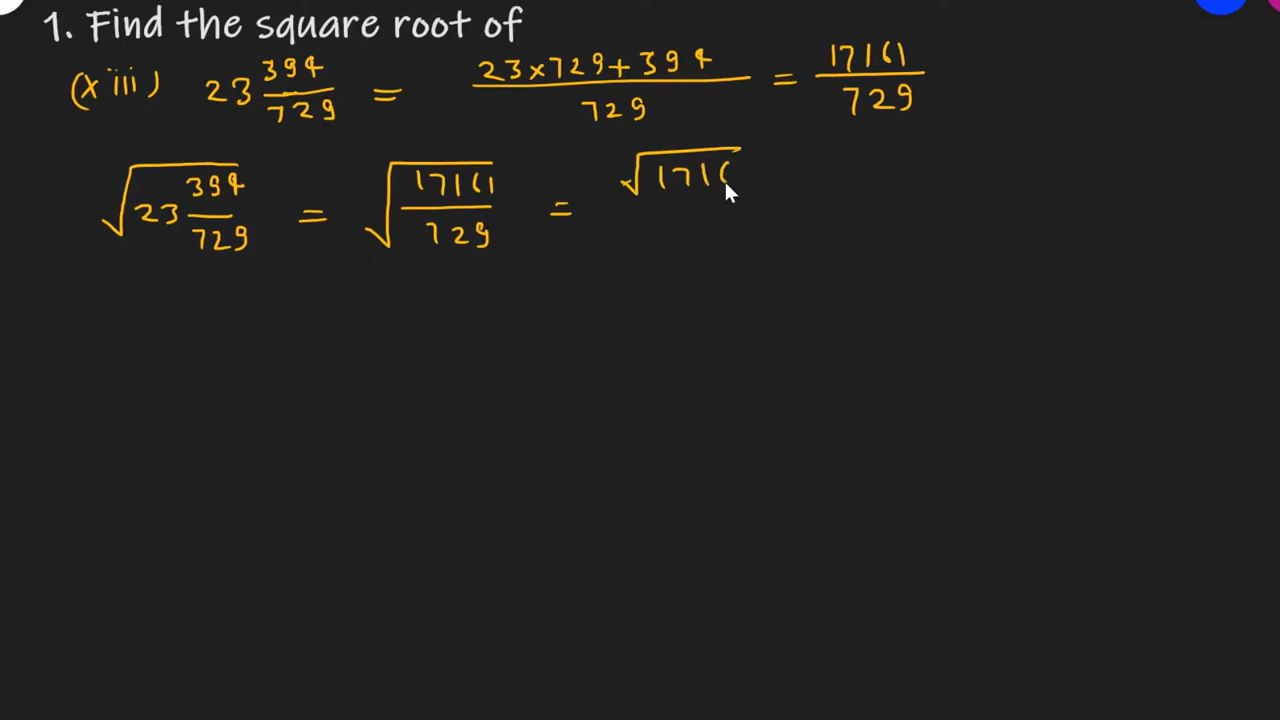 1. Find the square root of
(xiii) 23 394/729 = (23×729+394)/729 = 17161/729
√(23 394/729) = √(17161/729) = √1716